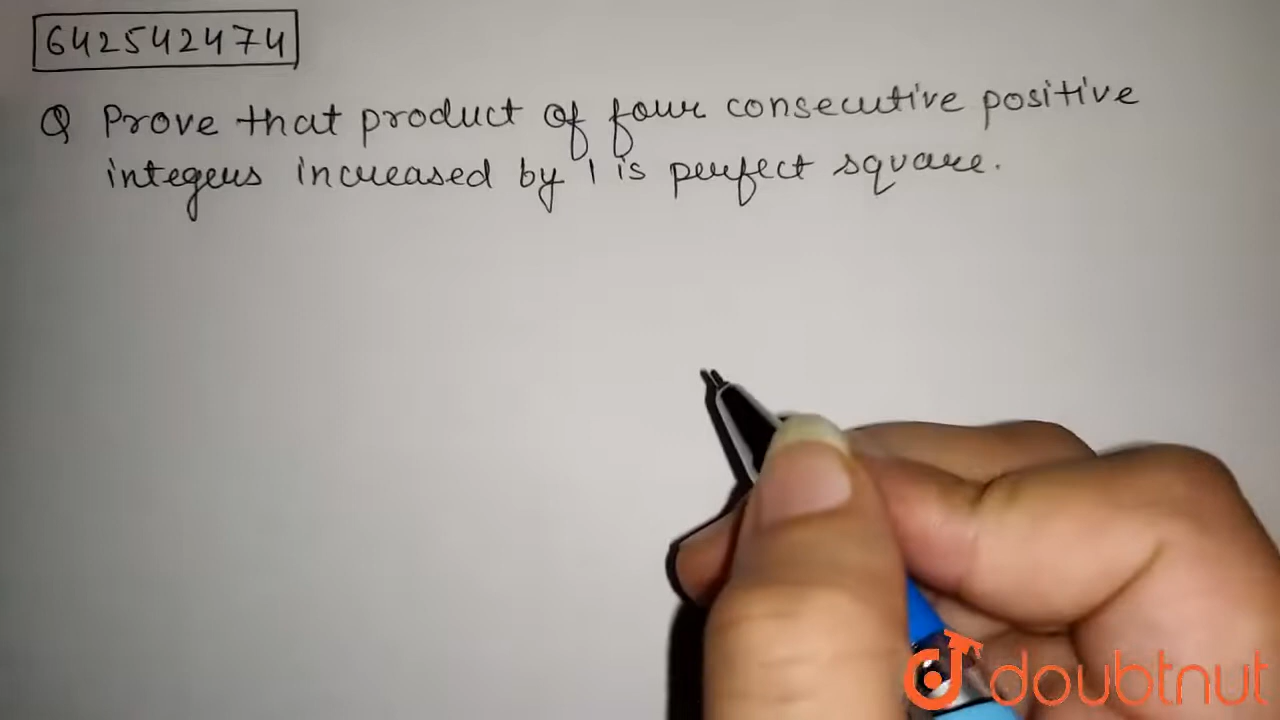 642542474
Q Prove that product of four consecutive positive
integers increased by 1 is perfect square.
doubtnut